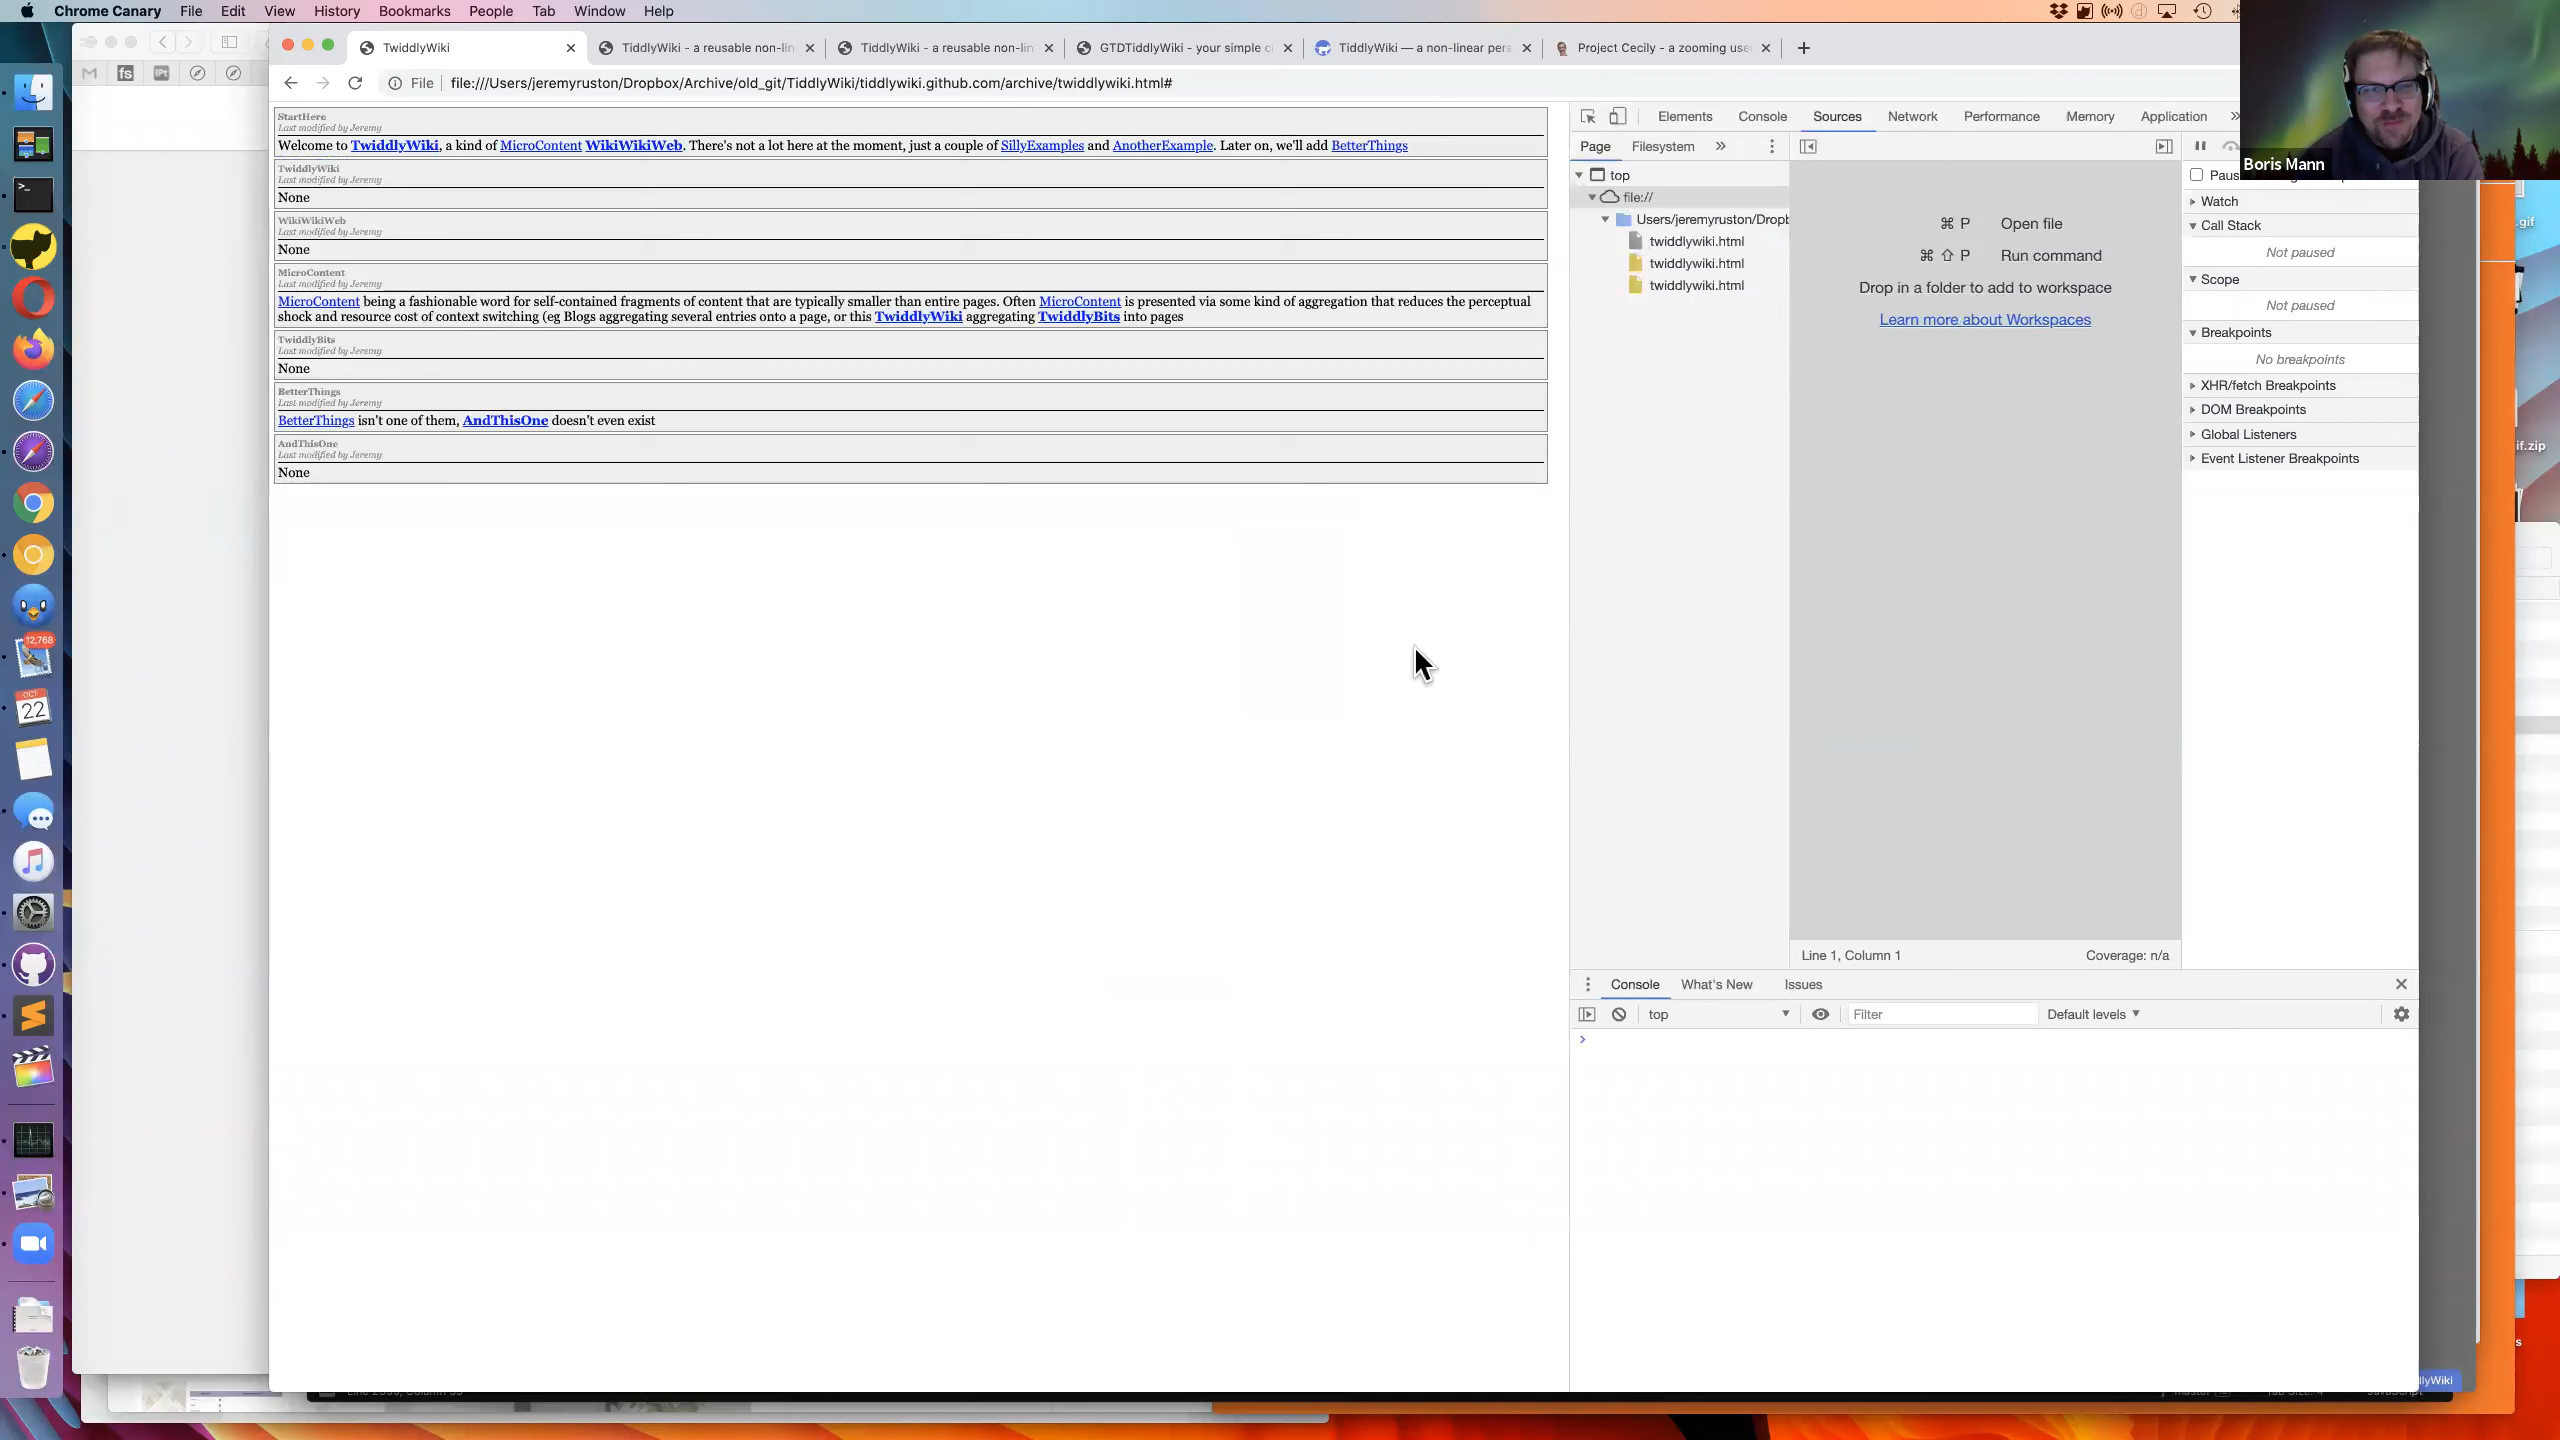 Chrome Canary File Edit View History Bookmarks People Tab Window Help
TwiddlyWiki
TiddlyWiki - a reusable non-lin
TiddlyWiki - a reusable non-lin
GTDTiddlyWiki - your simple c
TiddlyWiki — a non-linear pers
Project Cecily - a zooming use
File file:///Users/jeremyruston/Dropbox/Archive/old_git/TiddlyWiki/tiddlywiki.github.com/archive/twiddlywiki.html#
StartHere
Last modified by Jeremy
Welcome to TwiddlyWiki, a kind of MicroContent WikiWikiWeb. There's not a lot here at the moment, just a couple of SillyExamples and AnotherExample. Later on, we'll add BetterThings
TwiddlyWiki
Last modified by Jeremy
None
WikiWikiWeb
Last modified by Jeremy
None
MicroContent
Last modified by Jeremy
MicroContent being a fashionable word for self-contained fragments of content that are typically smaller than entire pages. Often MicroContent is presented via some kind of aggregation that reduces the perceptual
shock and resource cost of context switching (eg Blogs aggregating several entries onto a page, or this TwiddlyWiki aggregating TwiddlyBits into pages
TwiddlyBits
Last modified by Jeremy
None
BetterThings
Last modified by Jeremy
BetterThings isn't one of them, AndThisOne doesn't even exist
AndThisOne
Last modified by Jeremy
None
Elements Console Sources Network Performance Memory Application »
Page Filesystem »
top
file://
Users/jeremyruston/Dropb
twiddlywiki.html
twiddlywiki.html
twiddlywiki.html
⌘ P Open file
⌘ ⇧ P Run command
Drop in a folder to add to workspace
Learn more about Workspaces
Line 1, Column 1 Coverage: n/a
Watch
Call Stack
Not paused
Scope
Not paused
Breakpoints
No breakpoints
XHR/fetch Breakpoints
DOM Breakpoints
Global Listeners
Event Listener Breakpoints
Console What's New Issues
top Filter Default levels
Boris Mann
fs
12,768
OCT
22
.gif
if.zip
lyWiki